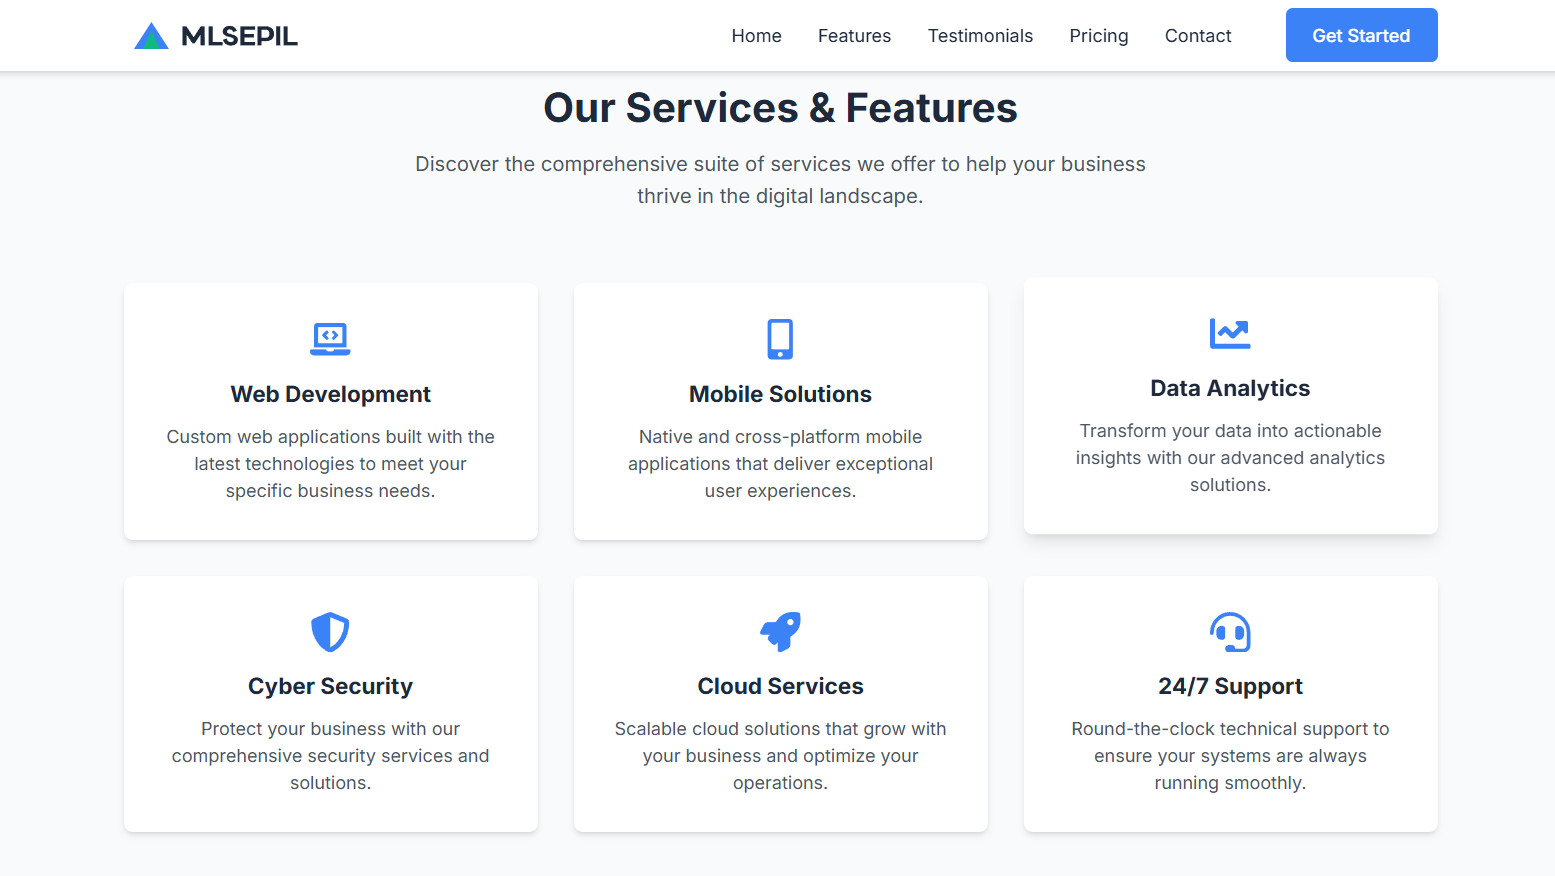 MLSEPIL
Home
Features
Testimonials
Pricing
Contact
Get Started
Our Services & Features
Discover the comprehensive suite of services we offer to help your business
thrive in the digital landscape.
Web Development
Custom web applications built with the
latest technologies to meet your
specific business needs.
Mobile Solutions
Native and cross-platform mobile
applications that deliver exceptional
user experiences.
Data Analytics
Transform your data into actionable
insights with our advanced analytics
solutions.
Cyber Security
Protect your business with our
comprehensive security services and
solutions.
Cloud Services
Scalable cloud solutions that grow with
your business and optimize your
operations.
24/7 Support
Round-the-clock technical support to
ensure your systems are always
running smoothly.